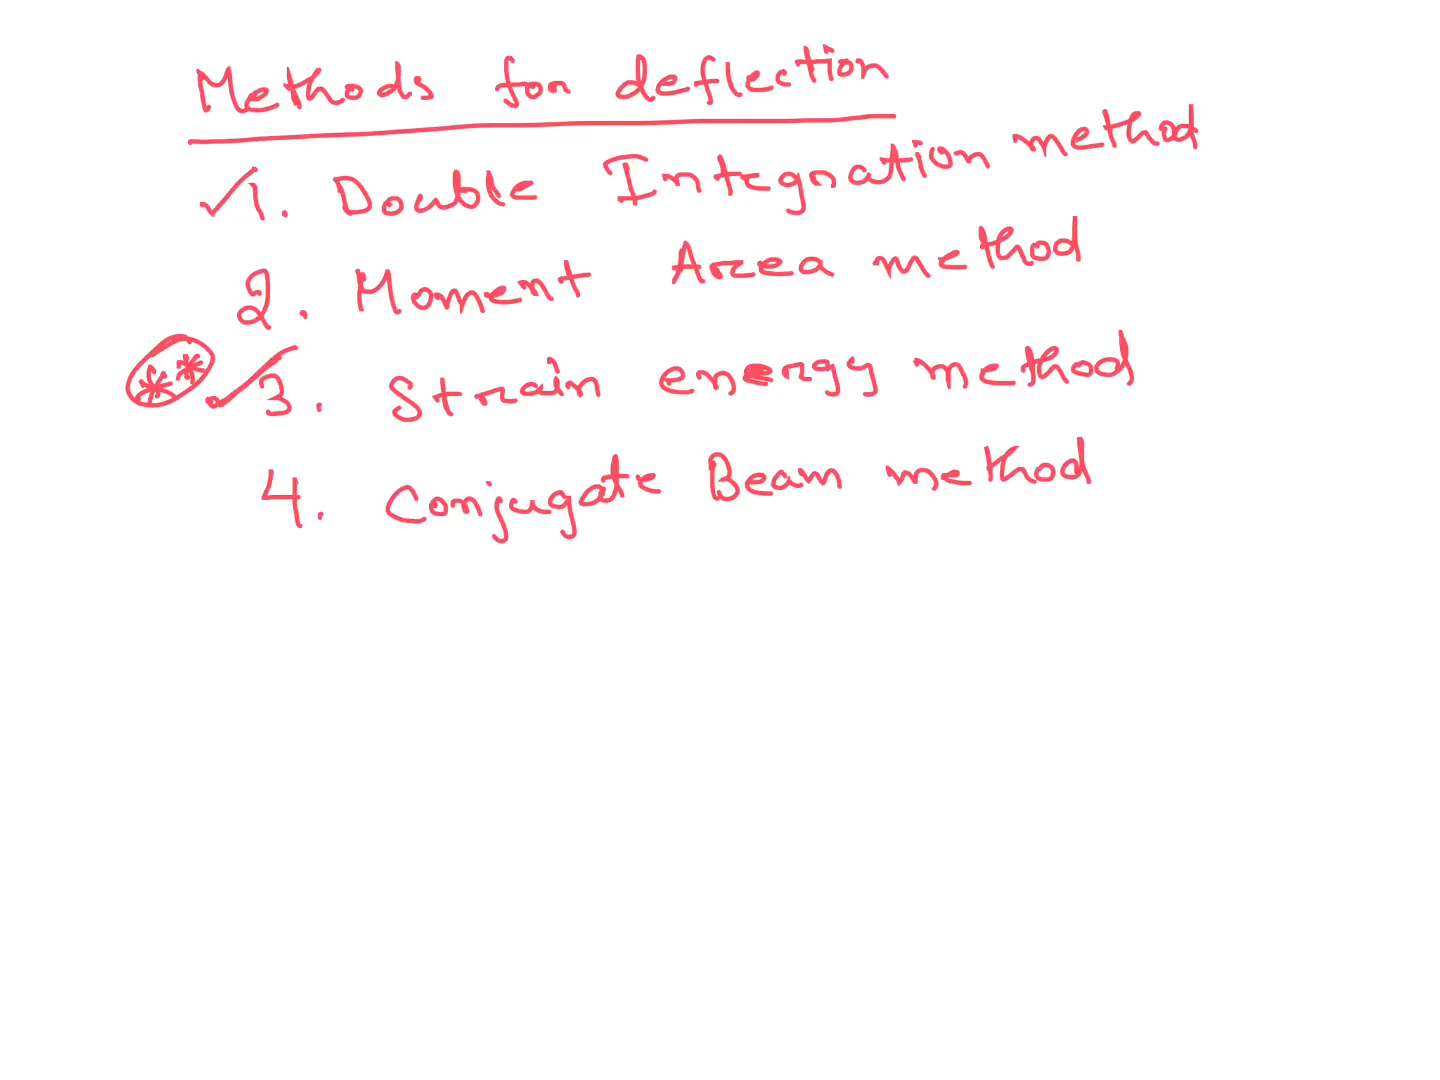 Methods for deflection
✓1. Double Integration method
2. Moment Area method
** ✓3. Strain energy method
4. Conjugate Beam method